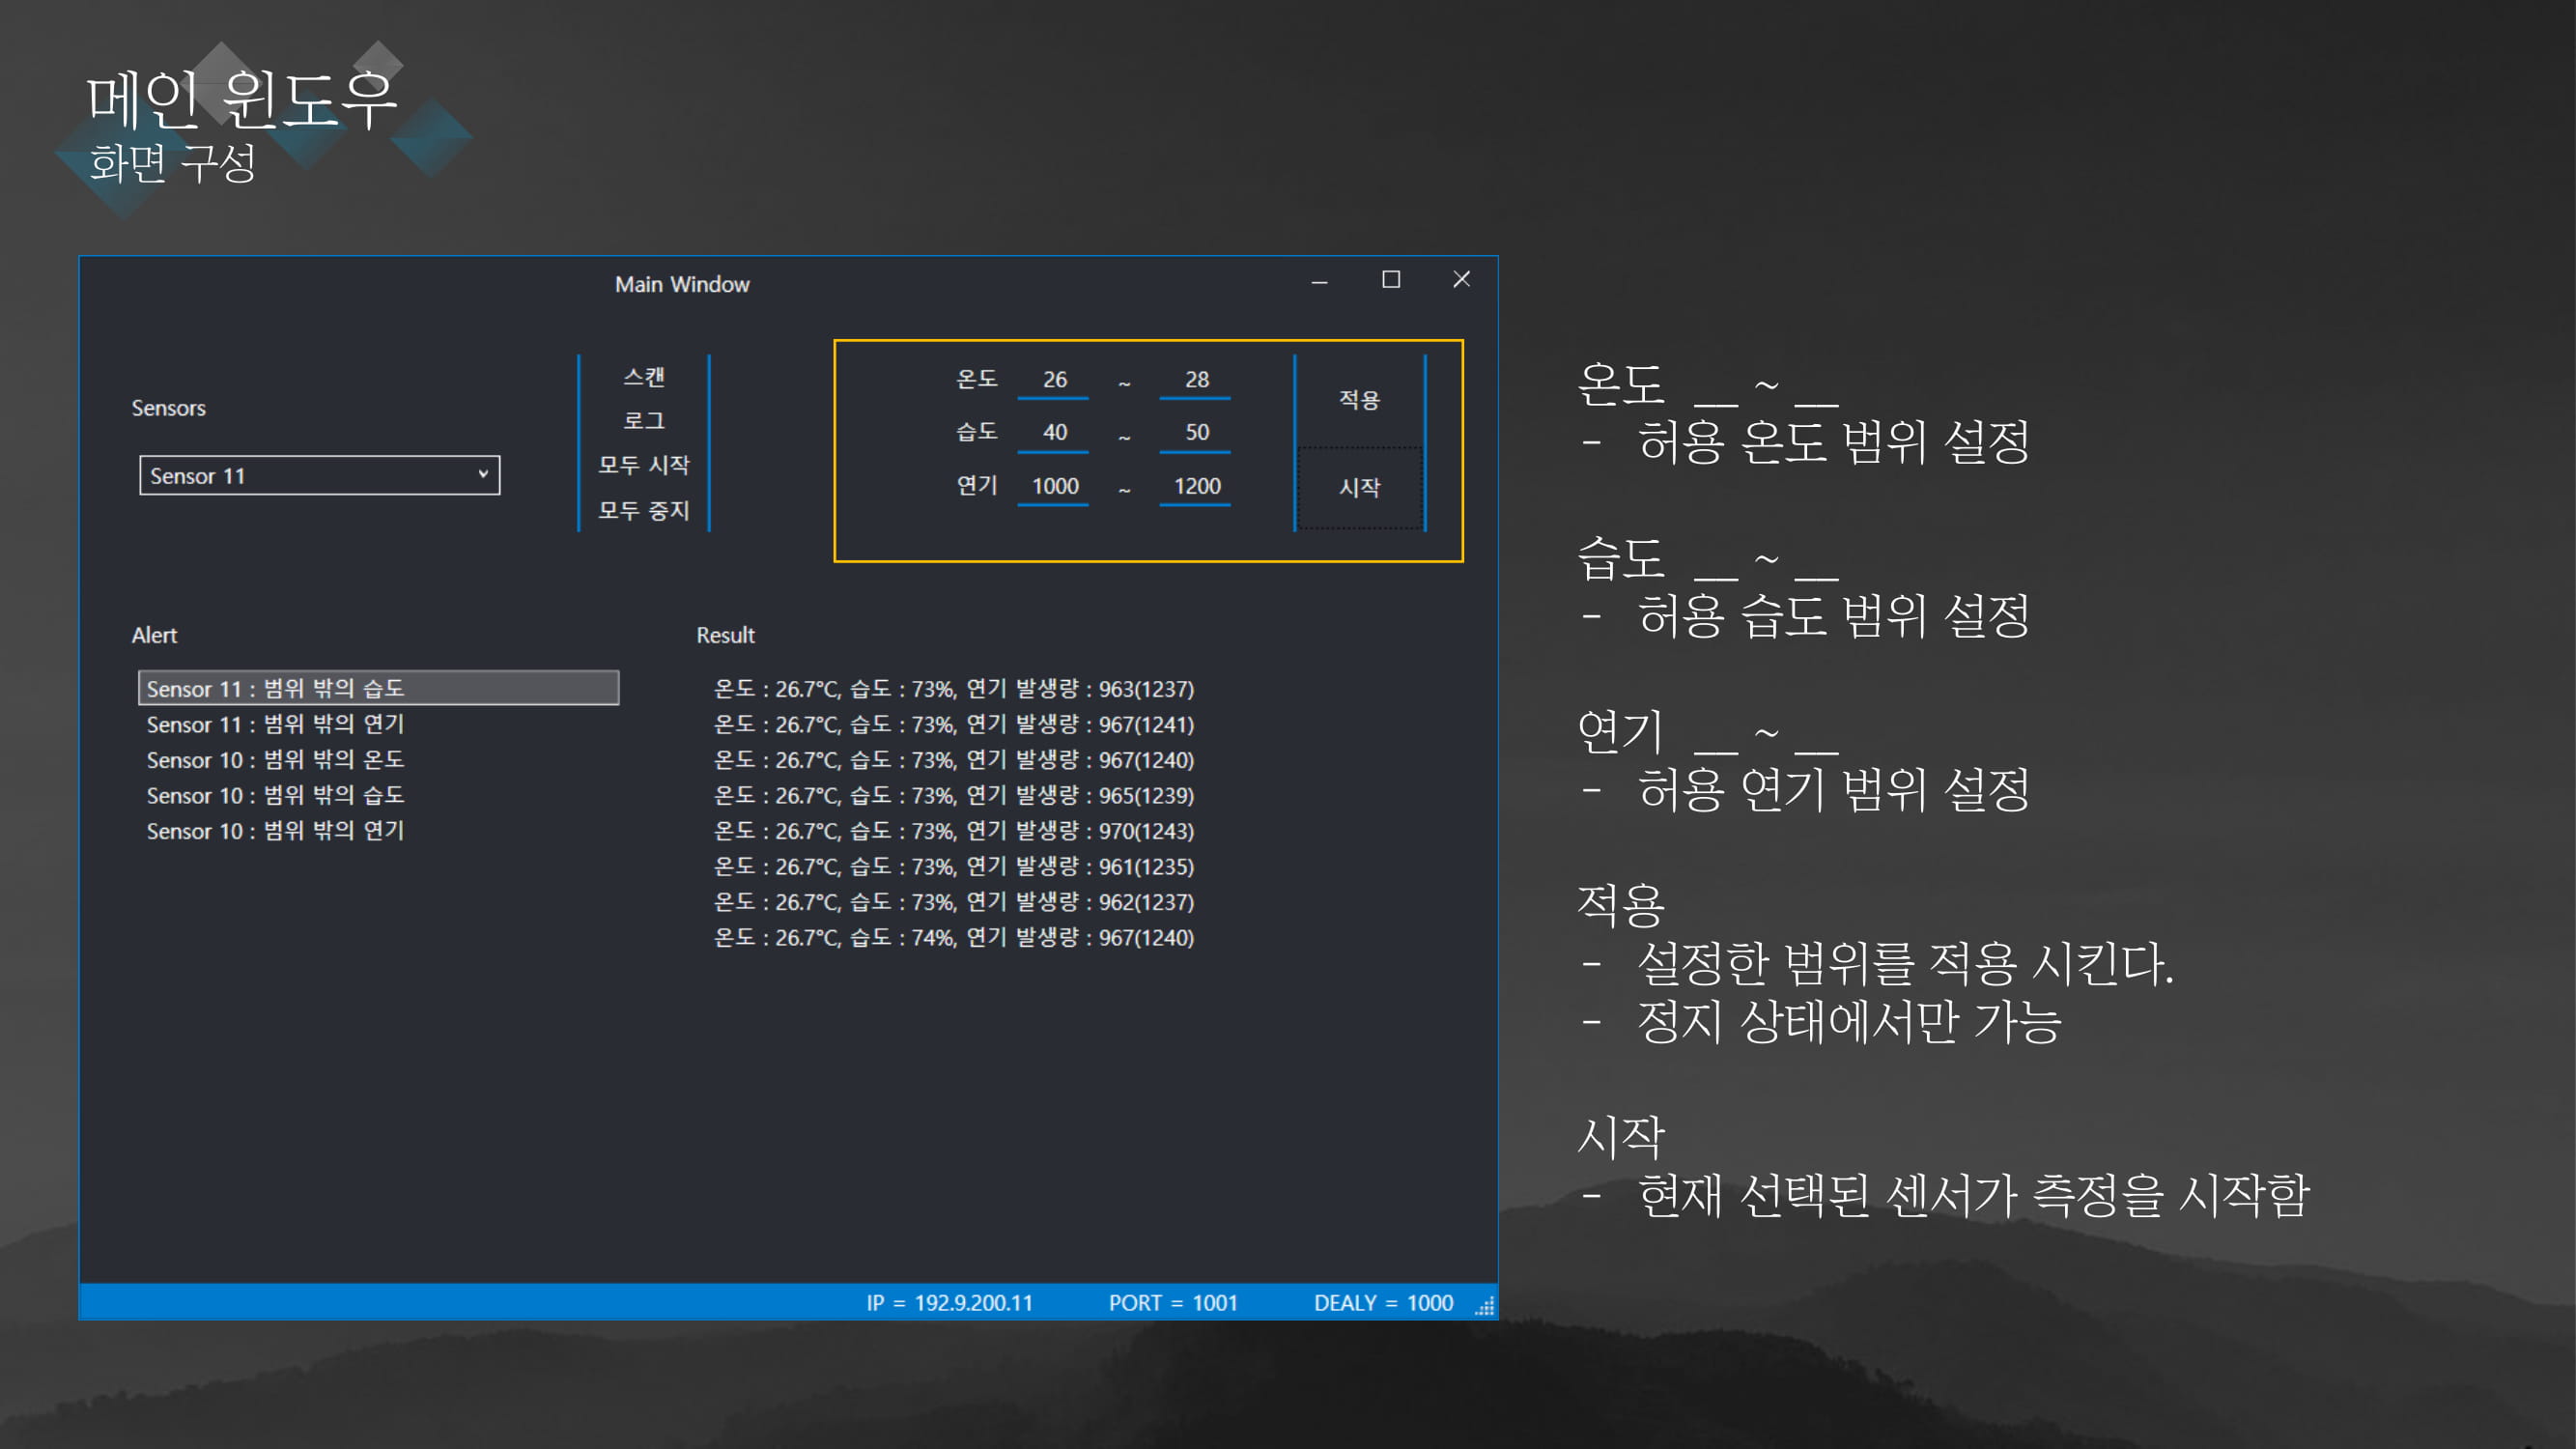 메인 윈도우
화면 구성
Main Window
Sensors
Sensor 11
스캔
로그
모두 시작
모두 중지
온도 26 ~ 28
습도 40 ~ 50
연기 1000 ~ 1200
적용
시작
Alert
Sensor 11 : 범위 밖의 습도
Sensor 11 : 범위 밖의 연기
Sensor 10 : 범위 밖의 온도
Sensor 10 : 범위 밖의 습도
Sensor 10 : 범위 밖의 연기
Result
온도 : 26.7°C, 습도 : 73%, 연기 발생량 : 963(1237)
온도 : 26.7°C, 습도 : 73%, 연기 발생량 : 967(1241)
온도 : 26.7°C, 습도 : 73%, 연기 발생량 : 967(1240)
온도 : 26.7°C, 습도 : 73%, 연기 발생량 : 965(1239)
온도 : 26.7°C, 습도 : 73%, 연기 발생량 : 970(1243)
온도 : 26.7°C, 습도 : 73%, 연기 발생량 : 961(1235)
온도 : 26.7°C, 습도 : 73%, 연기 발생량 : 962(1237)
온도 : 26.7°C, 습도 : 74%, 연기 발생량 : 967(1240)
IP = 192.9.200.11 PORT = 1001 DEALY = 1000
온도 __ ~ __
- 허용 온도 범위 설정
습도 __ ~ __
- 허용 습도 범위 설정
연기 __ ~ __
- 허용 연기 범위 설정
적용
- 설정한 범위를 적용 시킨다.
- 정지 상태에서만 가능
시작
- 현재 선택된 센서가 측정을 시작함